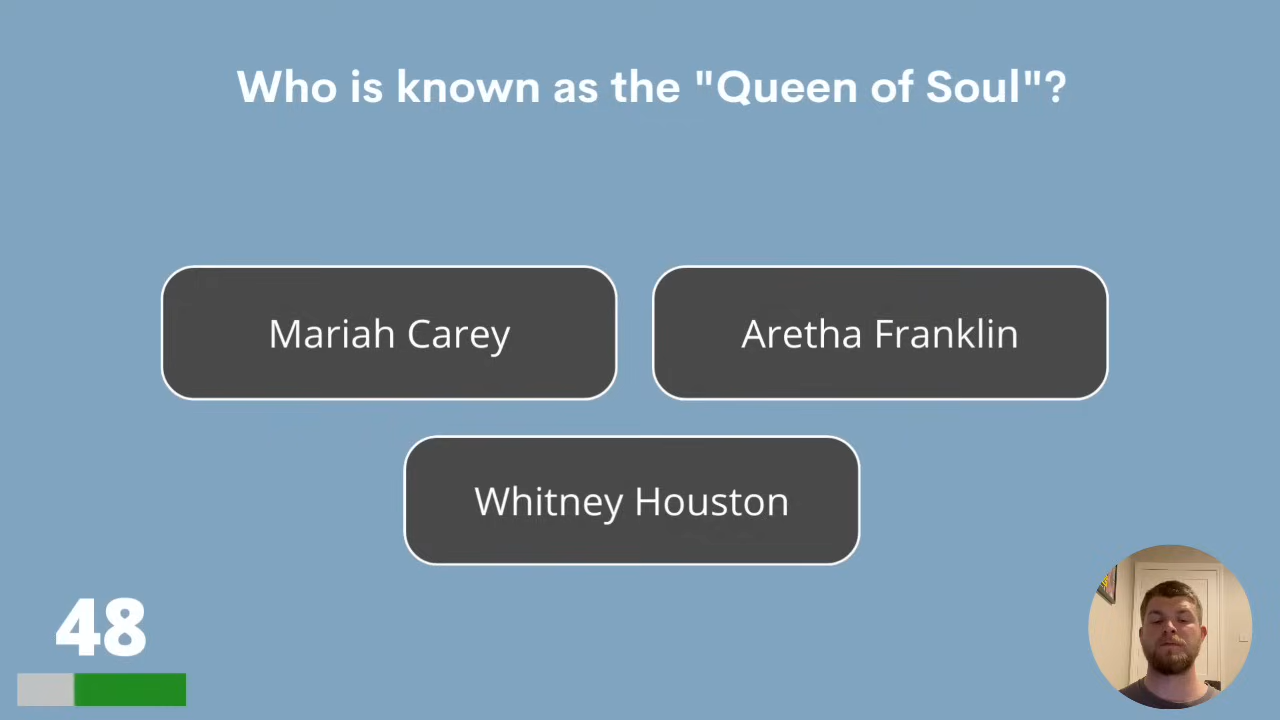 Who is known as the "Queen of Soul"?
Mariah Carey
Aretha Franklin
Whitney Houston
48